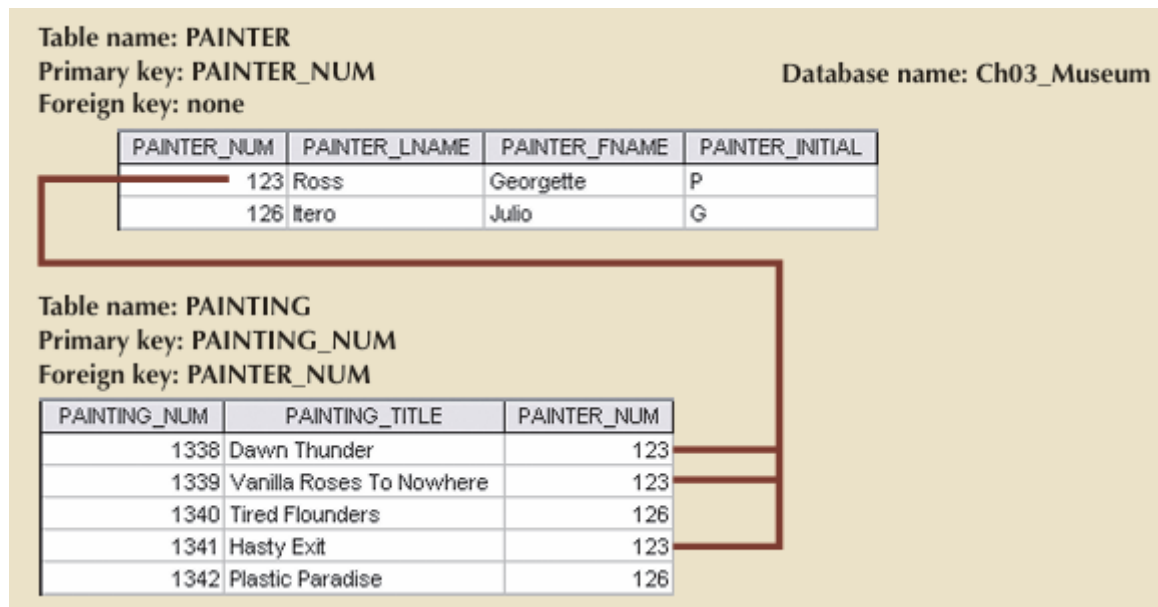 Table name: PAINTER
Primary key: PAINTER_NUM
Database name: Ch03_Museum
Foreign key: none
PAINTER_NUM PAINTER_LNAME PAINTER_FNAME PAINTER_INITIAL
123 Ross Georgette P
126 Itero Julio G
Table name: PAINTING
Primary key: PAINTING_NUM
Foreign key: PAINTER_NUM
PAINTING_NUM PAINTING_TITLE PAINTER_NUM
1338 Dawn Thunder 123
1339 Vanilla Roses To Nowhere 123
1340 Tired Flounders 126
1341 Hasty Exit 123
1342 Plastic Paradise 126